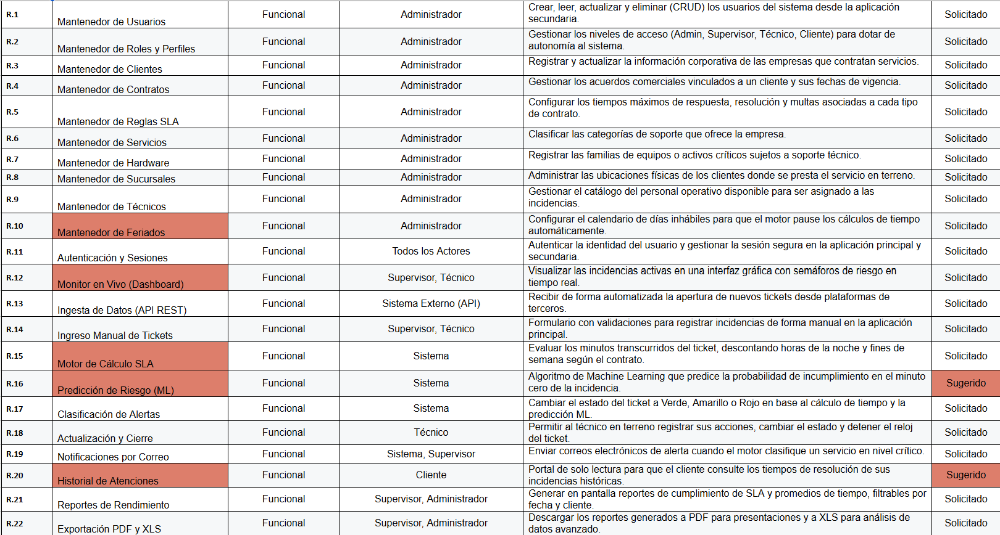 R.1 Mantenedor de Usuarios Funcional Administrador Crear, leer, actualizar y eliminar (CRUD) los usuarios del sistema desde la aplicación
secundaria. Solicitado
R.2 Mantenedor de Roles y Perfiles Funcional Administrador Gestionar los niveles de acceso (Admin, Supervisor, Técnico, Cliente) para dotar de
autonomía al sistema. Solicitado
R.3 Mantenedor de Clientes Funcional Administrador Registrar y actualizar la información corporativa de las empresas que contratan servicios. Solicitado
R.4 Mantenedor de Contratos Funcional Administrador Gestionar los acuerdos comerciales vinculados a un cliente y sus fechas de vigencia. Solicitado
R.5 Mantenedor de Reglas SLA Funcional Administrador Configurar los tiempos máximos de respuesta, resolución y multas asociadas a cada tipo
de contrato. Solicitado
R.6 Mantenedor de Servicios Funcional Administrador Clasificar las categorías de soporte que ofrece la empresa. Solicitado
R.7 Mantenedor de Hardware Funcional Administrador Registrar las familias de equipos o activos críticos sujetos a soporte técnico. Solicitado
R.8 Mantenedor de Sucursales Funcional Administrador Administrar las ubicaciones físicas de los clientes donde se presta el servicio en terreno. Solicitado
R.9 Mantenedor de Técnicos Funcional Administrador Gestionar el catálogo del personal operativo disponible para ser asignado a las
incidencias. Solicitado
R.10 Mantenedor de Feriados Funcional Administrador Configurar el calendario de días inhábiles para que el motor pause los cálculos de tiempo
automáticamente. Solicitado
R.11 Autenticación y Sesiones Funcional Todos los Actores Autenticar la identidad del usuario y gestionar la sesión segura en la aplicación principal y
secundaria. Solicitado
R.12 Monitor en Vivo (Dashboard) Funcional Supervisor, Técnico Visualizar las incidencias activas en una interfaz gráfica con semáforos de riesgo en
tiempo real. Solicitado
R.13 Ingesta de Datos (API REST) Funcional Sistema Externo (API) Recibir de forma automatizada la apertura de nuevos tickets desde plataformas de
terceros. Solicitado
R.14 Ingreso Manual de Tickets Funcional Supervisor, Técnico Formulario con validaciones para registrar incidencias de forma manual en la aplicación
principal. Solicitado
R.15 Motor de Cálculo SLA Funcional Sistema Evaluar los minutos transcurridos del ticket, descontando horas de la noche y fines de
semana según el contrato. Solicitado
R.16 Predicción de Riesgo (ML) Funcional Sistema Algoritmo de Machine Learning que predice la probabilidad de incumplimiento en el minuto
cero de la incidencia. Sugerido
R.17 Clasificación de Alertas Funcional Sistema Cambiar el estado del ticket a Verde, Amarillo o Rojo en base al cálculo de tiempo y la
predicción ML. Solicitado
R.18 Actualización y Cierre Funcional Técnico Permitir al técnico en terreno registrar sus acciones, cambiar el estado y detener el reloj
del ticket. Solicitado
R.19 Notificaciones por Correo Funcional Sistema, Supervisor Enviar correos electrónicos de alerta cuando el motor clasifique un servicio en nivel crítico. Solicitado
R.20 Historial de Atenciones Funcional Cliente Portal de solo lectura para que el cliente consulte los tiempos de resolución de sus
incidencias históricas. Sugerido
R.21 Reportes de Rendimiento Funcional Supervisor, Administrador Generar en pantalla reportes de cumplimiento de SLA y promedios de tiempo, filtrables por
fecha y cliente. Solicitado
R.22 Exportación PDF y XLS Funcional Supervisor, Administrador Descargar los reportes generados a PDF para presentaciones y a XLS para análisis de
datos avanzado. Solicitado